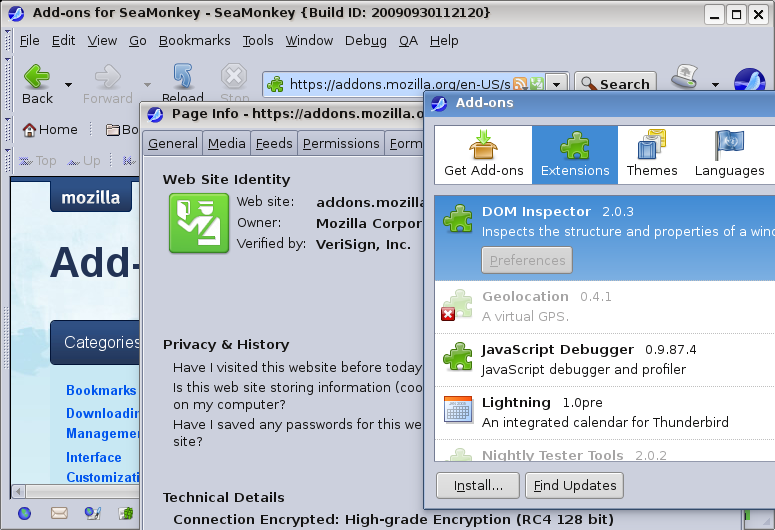 Add-ons for SeaMonkey - SeaMonkey {Build ID: 20090930112120}
File Edit View Go Bookmarks Tools Window Debug QA Help
Back Forward Reload Stop https://addons.mozilla.org/en-US/s Search
Home Bo
Top Up
mozilla
Add-
Categories
Bookmarks
Downloadin
Managemen
Interface
Customizati
Page Info - https://addons.mozilla.o
General Media Feeds Permissions Form
Web Site Identity
Web site: addons.mozilla
Owner: Mozilla Corpor
Verified by: VeriSign, Inc.
Privacy & History
Have I visited this website before today
Is this web site storing information (coo
on my computer?
Have I saved any passwords for this we
site?
Technical Details
Connection Encrypted: High-grade Encryption (RC4 128 bit)
Add-ons
Get Add-ons Extensions Themes Languages
DOM Inspector 2.0.3
Inspects the structure and properties of a wind
Preferences
Geolocation 0.4.1
A virtual GPS.
JavaScript Debugger 0.9.87.4
JavaScript debugger and profiler
Lightning 1.0pre
An integrated calendar for Thunderbird
Nightly Tester Tools 2.0.2
Install... Find Updates